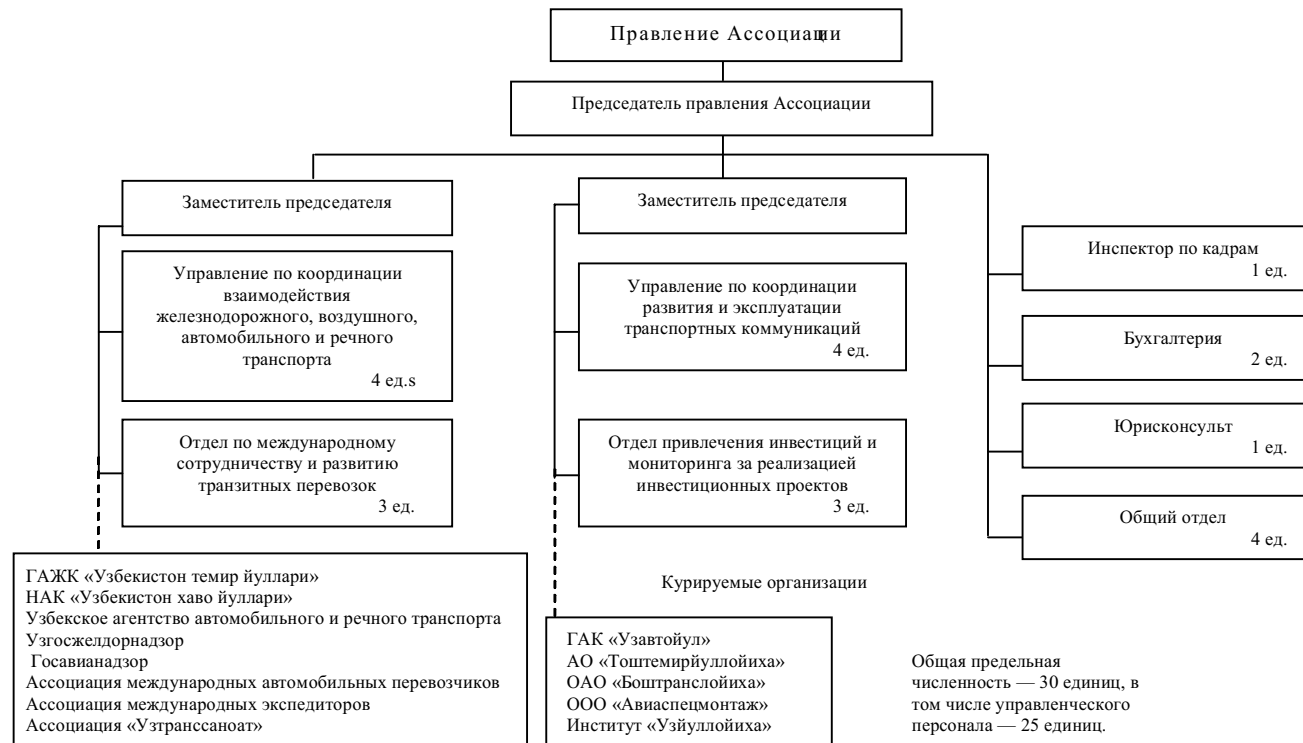 Правление Ассоциации
Председатель правления Ассоциации
Заместитель председателя
Управление по координации
взаимодействия
железнодорожного, воздушного,
автомобильного и речного
транспорта
4 ед.s
Отдел по международному
сотрудничеству и развитию
транзитных перевозок
3 ед.
ГАЖК «Узбекистон темир йуллари»
НАК «Узбекистон хаво йуллари»
Узбекское агентство автомобильного и речного транспорта
Узгосжелдорнадзор
Госавианадзор
Ассоциация международных автомобильных перевозчиков
Ассоциация международных экспедиторов
Ассоциация «Узтранссаноат»
Заместитель председателя
Управление по координации
развития и эксплуатации
транспортных коммуникаций
4 ед.
Отдел привлечения инвестиций и
мониторинга за реализацией
инвестиционных проектов
3 ед.
Курируемые организации
ГАК «Узавтойул»
АО «Тоштемирйуллойиха»
ОАО «Боштранслойиха»
ООО «Авиаспецмонтаж»
Институт «Узйуллойиха»
Инспектор по кадрам
1 ед.
Бухгалтерия
2 ед.
Юрисконсульт
1 ед.
Общий отдел
4 ед.
Общая предельная
численность — 30 единиц, в
том числе управленческого
персонала — 25 единиц.